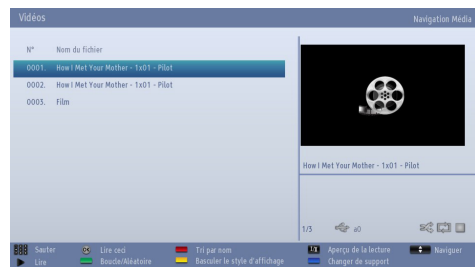 Vidéos
Navigation Média
N° Nom du fichier
0001. How I Met Your Mother - 1x01 - Pilot
0002. How I Met Your Mother - 1x01 - Pilot
0003. Film
How I Met Your Mother - 1x01 - Pilot
1/3 a0
Sauter OK Lire ceci Tri par nom Aperçu de la lecture Naviguer
Lire Boucle/Aléatoire Basculer le style d'affichage Changer de support